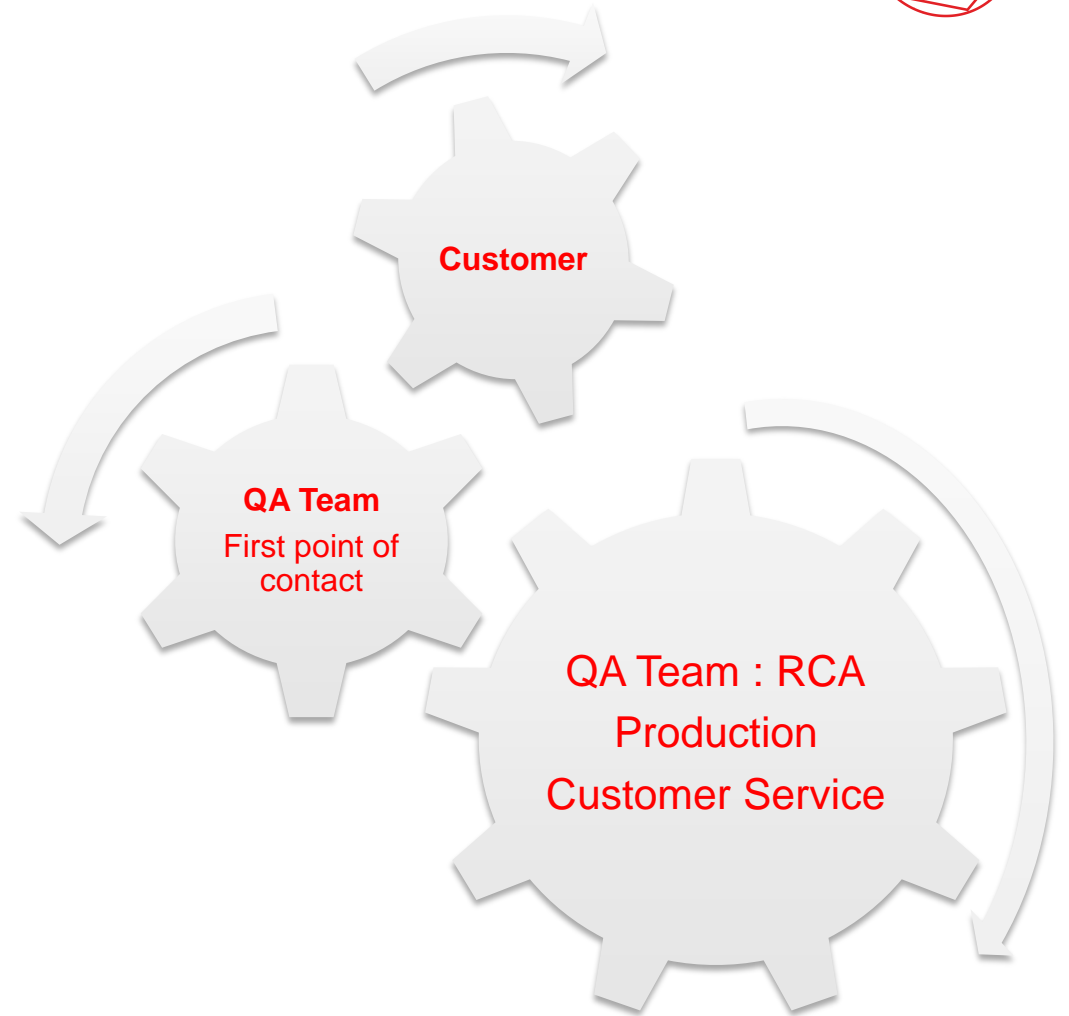 Customer
QA Team
First point of
contact
QA Team : RCA
Production
Customer Service